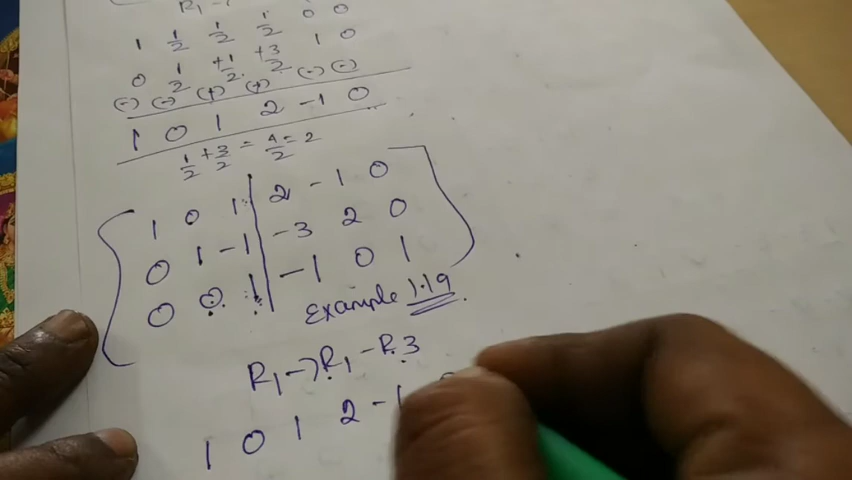 R₁ →
1 1/2 1/2 1/2 0 0
0 1/2 +1/2 +3/2 1 0
(-) (-) (+) (+) (-) (-)
1 0 1 2 -1 0
1/2 + 3/2 = 4/2 = 2
1 0 1 | 2 -1 0
0 1 -1 | -3 2 0
0 0 1 | -1 0 1
Example 1.19
R₁ → R₁ - R₃
1 0 1 2 -1